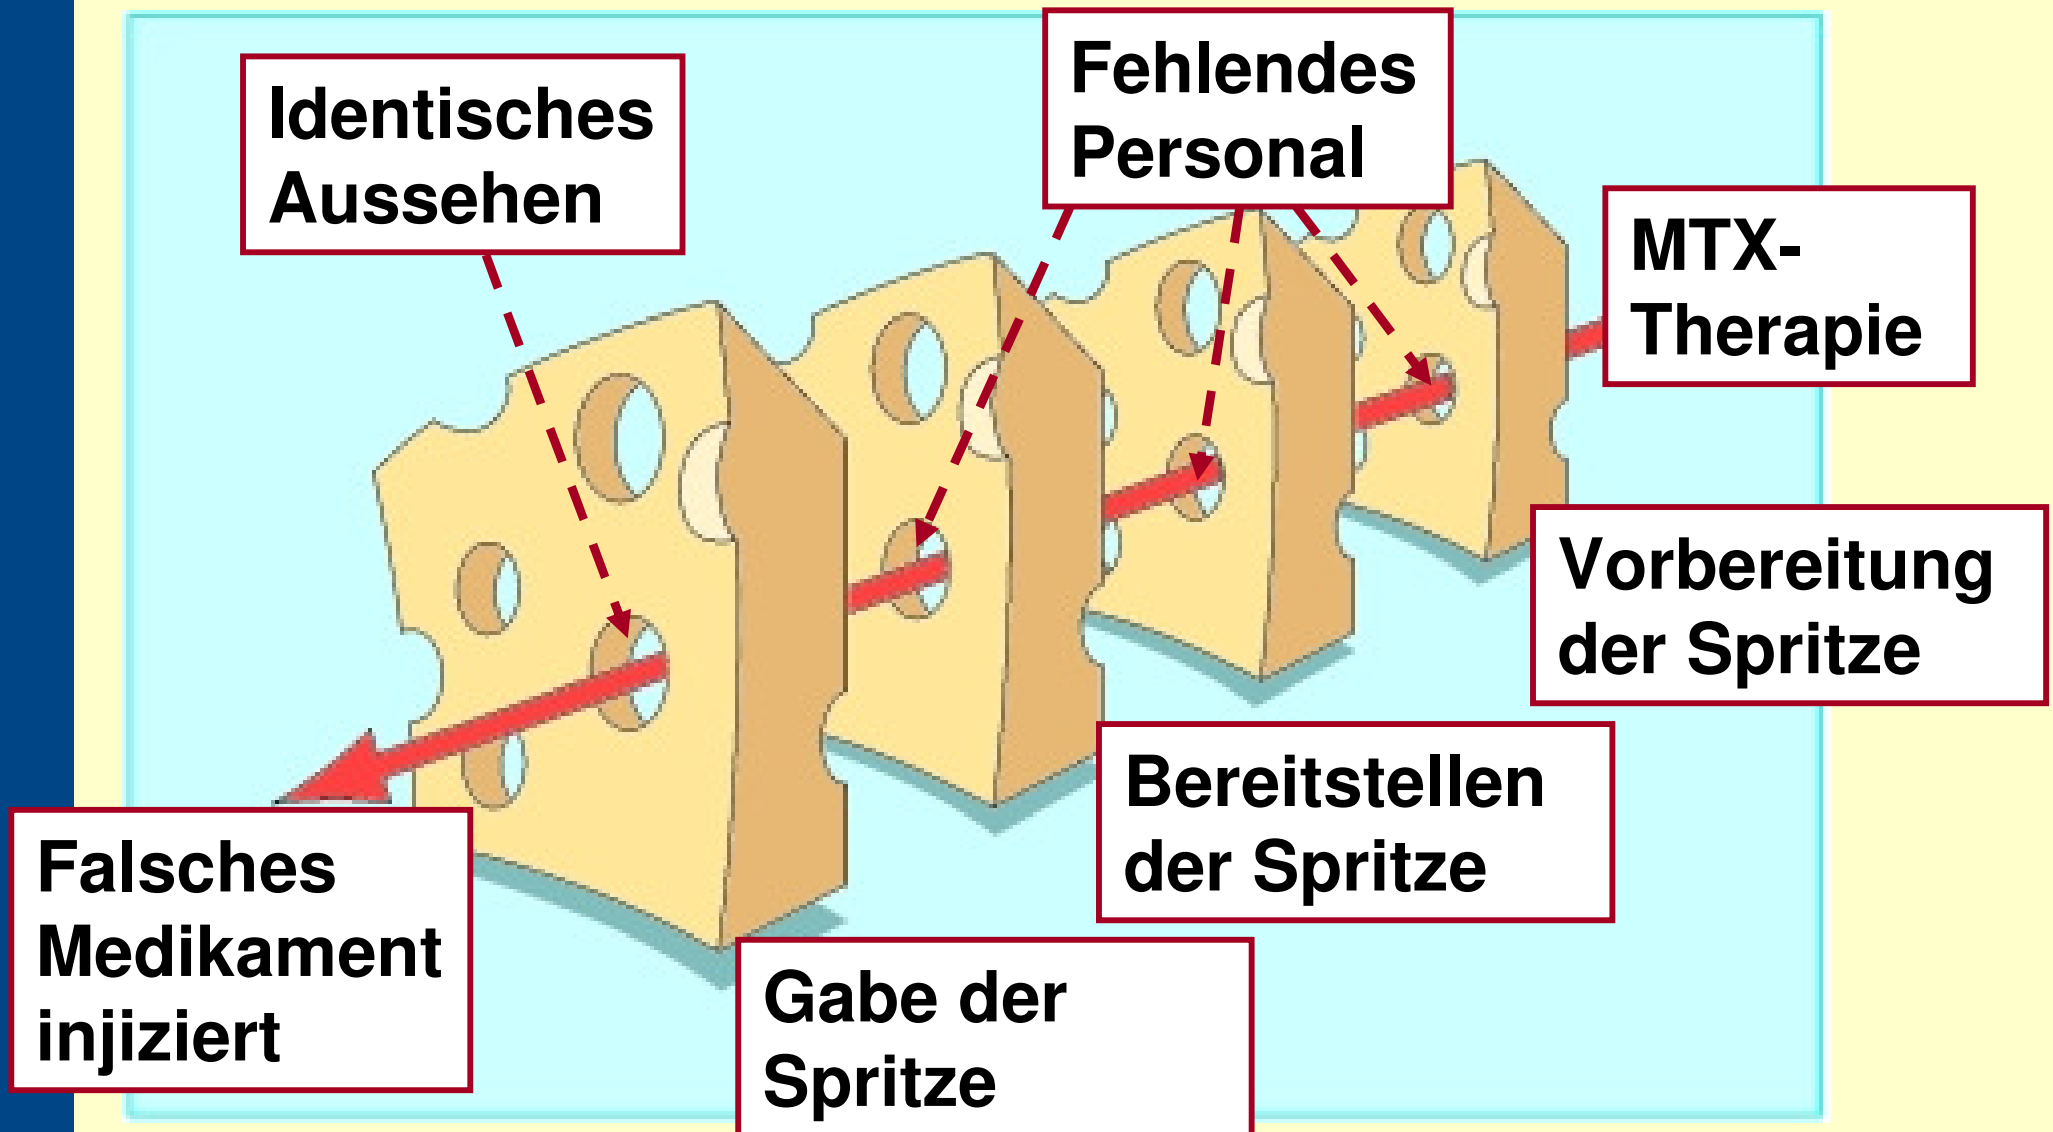 Identisches
Aussehen
Fehlendes
Personal
MTX-
Therapie
Vorbereitung
der Spritze
Bereitstellen
der Spritze
Gabe der
Spritze
Falsches
Medikament
injiziert